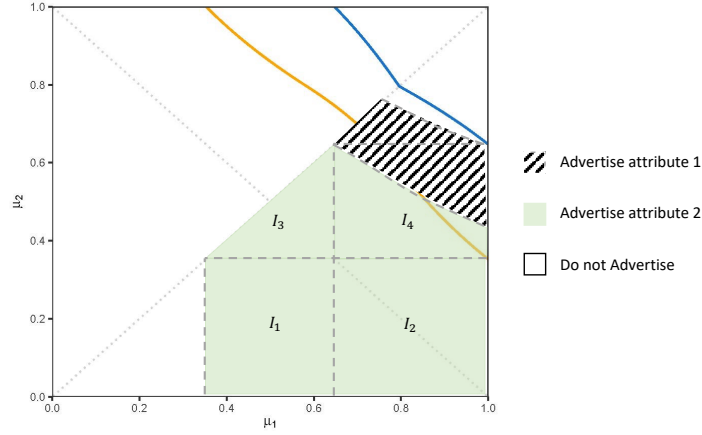 1.0
0.8
0.6
0.4
0.2
0.0
μ2
0.0
0.2
0.4
0.6
0.8
1.0
μ1
I3
I4
I1
I2
Advertise attribute 1
Advertise attribute 2
Do not Advertise